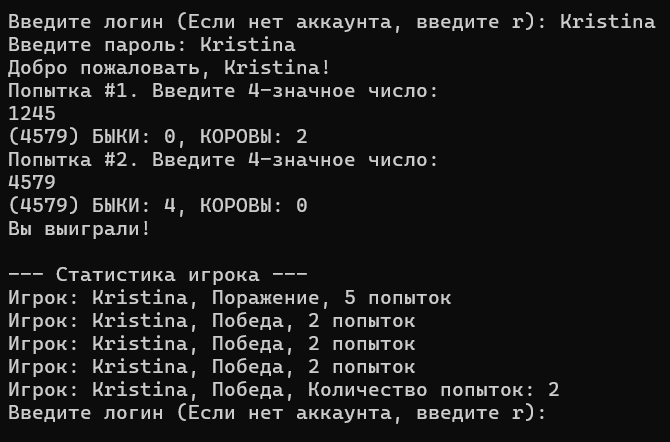 Введите логин (Если нет аккаунта, введите r): Kristina
Введите пароль: Kristina
Добро пожаловать, Kristina!
Попытка #1. Введите 4-значное число:
1245
(4579) БЫКИ: 0, КОРОВЫ: 2
Попытка #2. Введите 4-значное число:
4579
(4579) БЫКИ: 4, КОРОВЫ: 0
Вы выиграли!
--- Статистика игрока ---
Игрок: Kristina, Поражение, 5 попыток
Игрок: Kristina, Победа, 2 попыток
Игрок: Kristina, Победа, 2 попыток
Игрок: Kristina, Победа, 2 попыток
Игрок: Kristina, Победа, Количество попыток: 2
Введите логин (Если нет аккаунта, введите r):